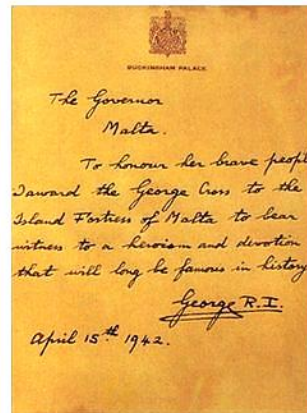 BUCKINGHAM PALACE
The Governor
Malta.
To honour her brave peopl
I award the George Cross to the
Island Fortress of Malta to bear
witness to a heroism and devotion
that will long be famous in history
George R.I.
April 15th 1942.